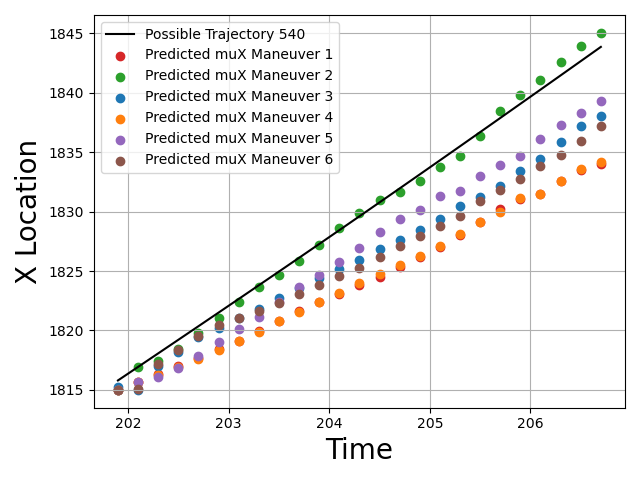 Possible Trajectory 540
Predicted muX Maneuver 1
Predicted muX Maneuver 2
Predicted muX Maneuver 3
Predicted muX Maneuver 4
Predicted muX Maneuver 5
Predicted muX Maneuver 6
X Location
1845
1840
1835
1830
1825
1820
1815
202 203 204 205 206
Time